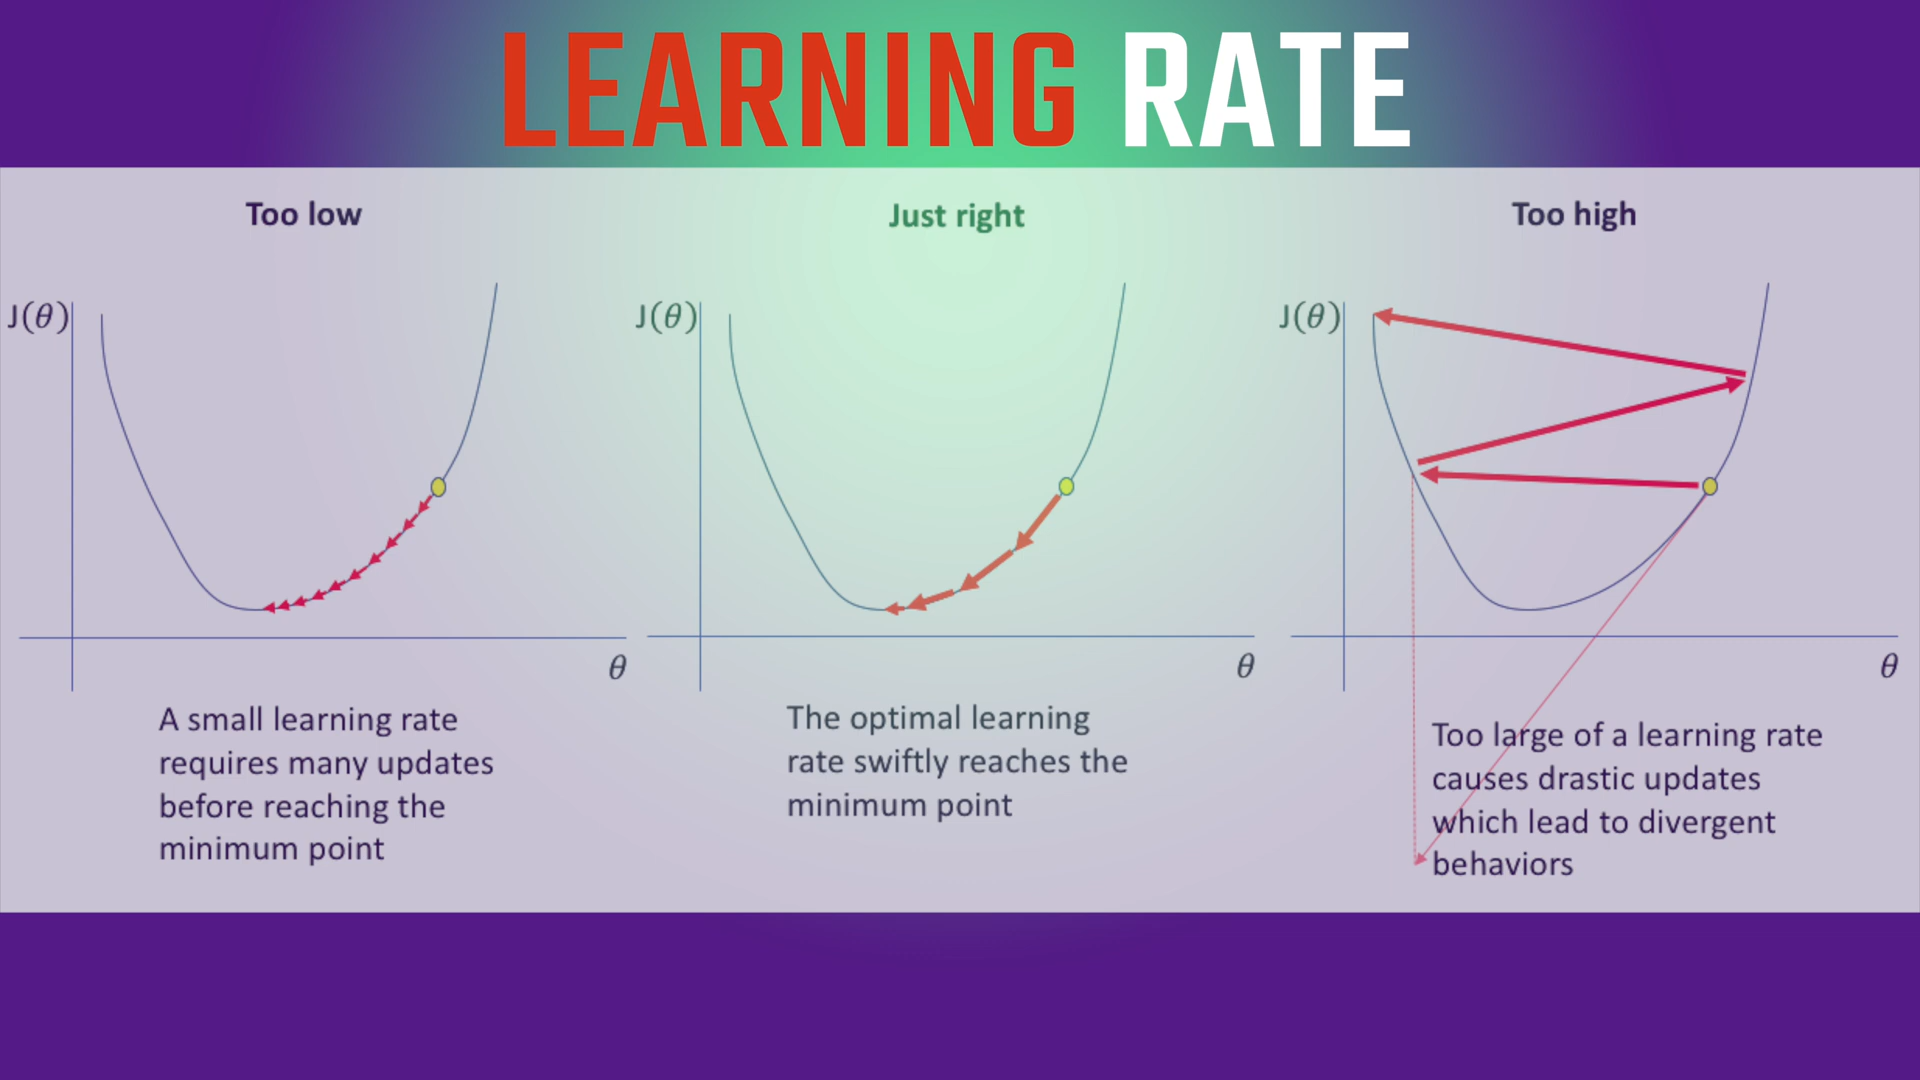 LEARNING RATE
Too low
J(θ)
θ
A small learning rate
requires many updates
before reaching the
minimum point
Just right
J(θ)
θ
The optimal learning
rate swiftly reaches the
minimum point
Too high
J(θ)
θ
Too large of a learning rate
causes drastic updates
which lead to divergent
behaviors